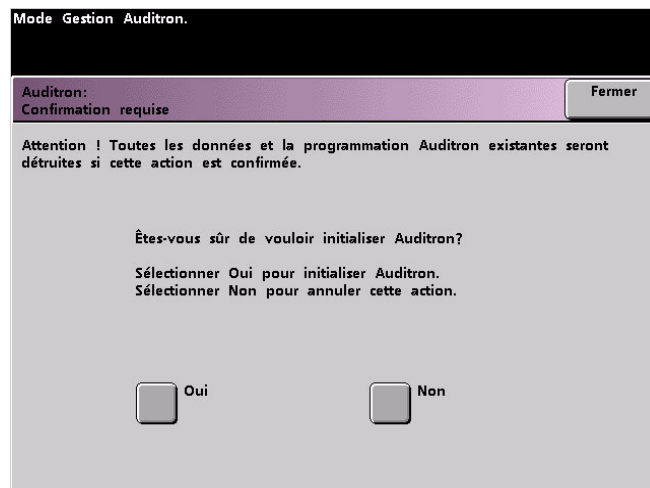 Mode Gestion Auditron.
Auditron:
Confirmation requise
Fermer
Attention ! Toutes les données et la programmation Auditron existantes seront
détruites si cette action est confirmée.
Êtes-vous sûr de vouloir initialiser Auditron?
Sélectionner Oui pour initialiser Auditron.
Sélectionner Non pour annuler cette action.
Oui
Non